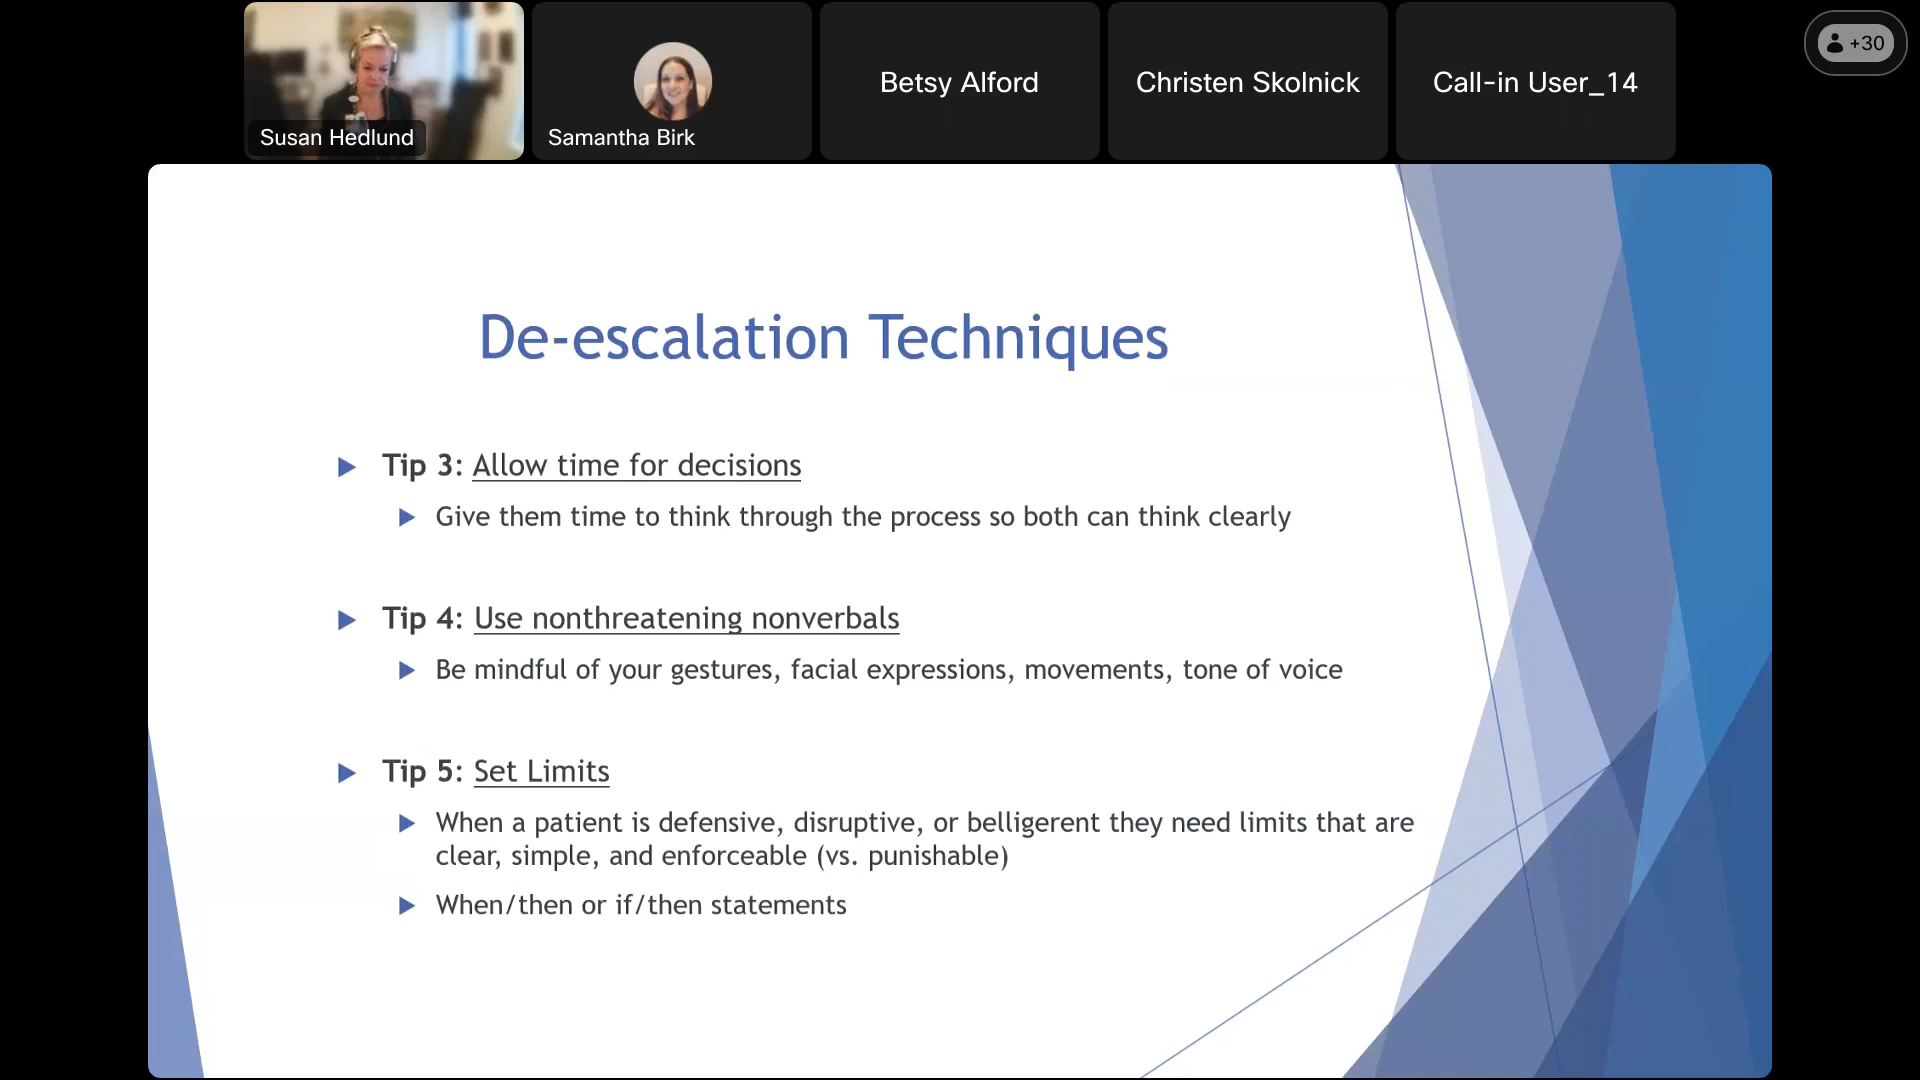 Susan Hedlund
Samantha Birk
Betsy Alford
Christen Skolnick
Call-in User_14
+30
De-escalation Techniques
Tip 3: Allow time for decisions
Give them time to think through the process so both can think clearly
Tip 4: Use nonthreatening nonverbals
Be mindful of your gestures, facial expressions, movements, tone of voice
Tip 5: Set Limits
When a patient is defensive, disruptive, or belligerent they need limits that are
clear, simple, and enforceable (vs. punishable)
When/then or if/then statements